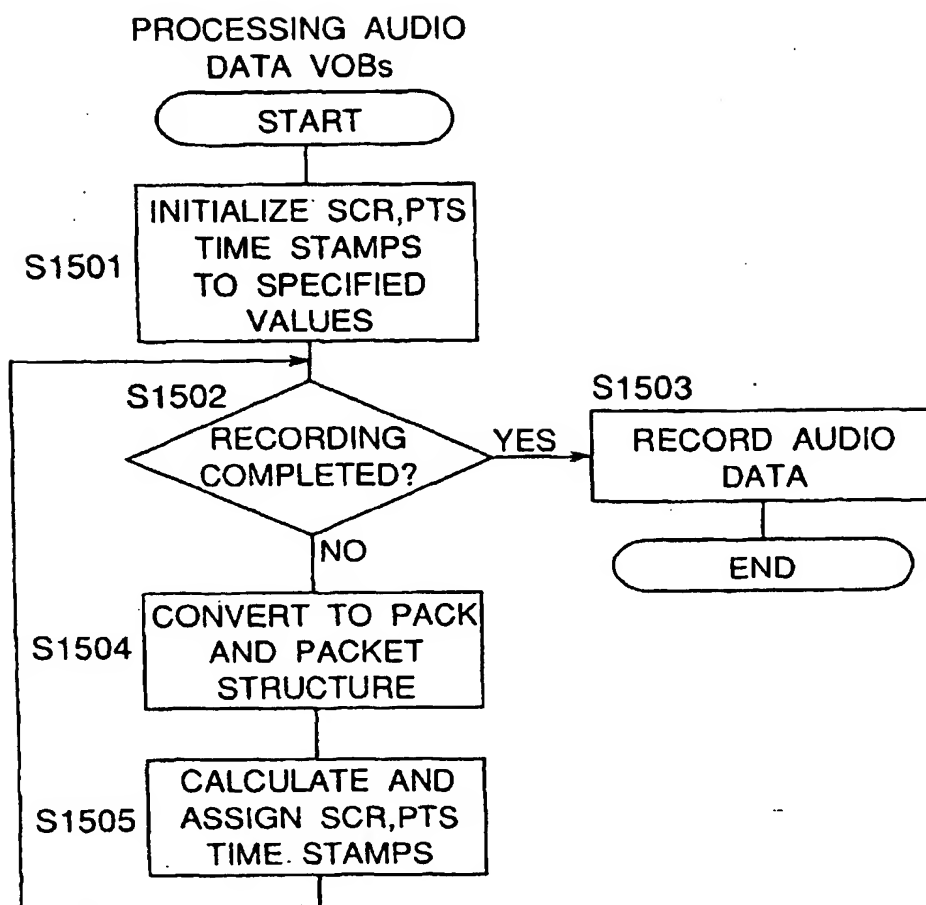 PROCESSING AUDIO
DATA VOBs
START
S1501
INITIALIZE SCR,PTS
TIME STAMPS
TO SPECIFIED
VALUES
S1502
RECORDING
COMPLETED?
YES
S1503
RECORD AUDIO
DATA
END
NO
S1504
CONVERT TO PACK
AND PACKET
STRUCTURE
S1505
CALCULATE AND
ASSIGN SCR,PTS
TIME. STAMPS